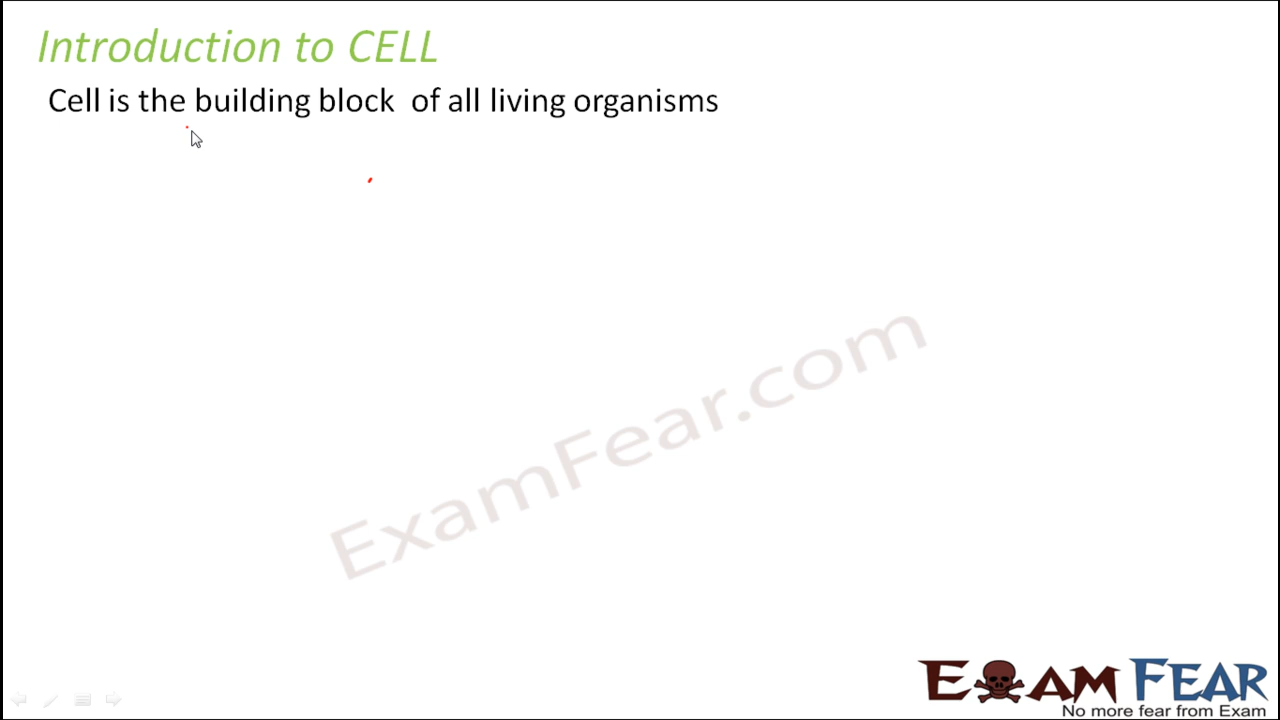 Introduction to CELL
Cell is the building block of all living organisms
ExamFear.com
EXAM FEAR
No more fear from Exam